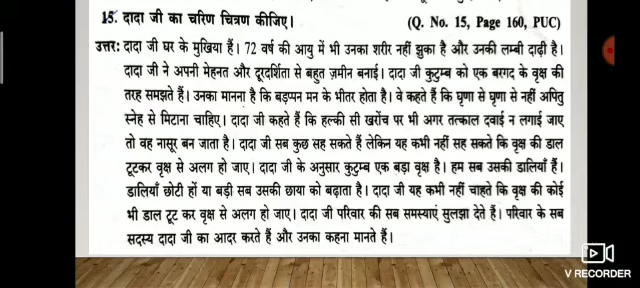 15. दादा जी का चरिण चित्रण कीजिए। (Q. No. 15, Page 160, PUC)
उत्तर: दादा जी घर के मुखिया हैं। 72 वर्ष की आयु में भी उनका शरीर नहीं झुका है और उनकी लम्बी दाढ़ी है।
दादा जी ने अपनी मेहनत और दूरदर्शिता से बहुत ज़मीन बनाई। दादा जी कुटुम्ब को एक बरगद के वृक्ष की
तरह समझते हैं। उनका मानना है कि बड़प्पन मन के भीतर होता है। वे कहते हैं कि घृणा से घृणा से नहीं अपितु
स्नेह से मिटाना चाहिए। दादा जी कहते हैं कि हल्की सी खरोंच पर भी अगर तत्काल दवाई न लगाई जाए
तो वह नासूर बन जाता है। दादा जी सब कुछ सह सकते हैं लेकिन यह कभी नहीं सह सकते कि वृक्ष की डाल
टूटकर वृक्ष से अलग हो जाए। दादा जी के अनुसार कुटुम्ब एक बड़ा वृक्ष है। हम सब उसकी डालियाँ हैं।
डालियाँ छोटी हों या बड़ी सब उसकी छाया को बढ़ाता है। दादा जी यह कभी नहीं चाहते कि वृक्ष की कोई
भी डाल टूट कर वृक्ष से अलग हो जाए। दादा जी परिवार की सब समस्याएं सुलझा देते हैं। परिवार के सब
सदस्य दादा जी का आदर करते हैं और उनका कहना मानते हैं।
V RECORDER